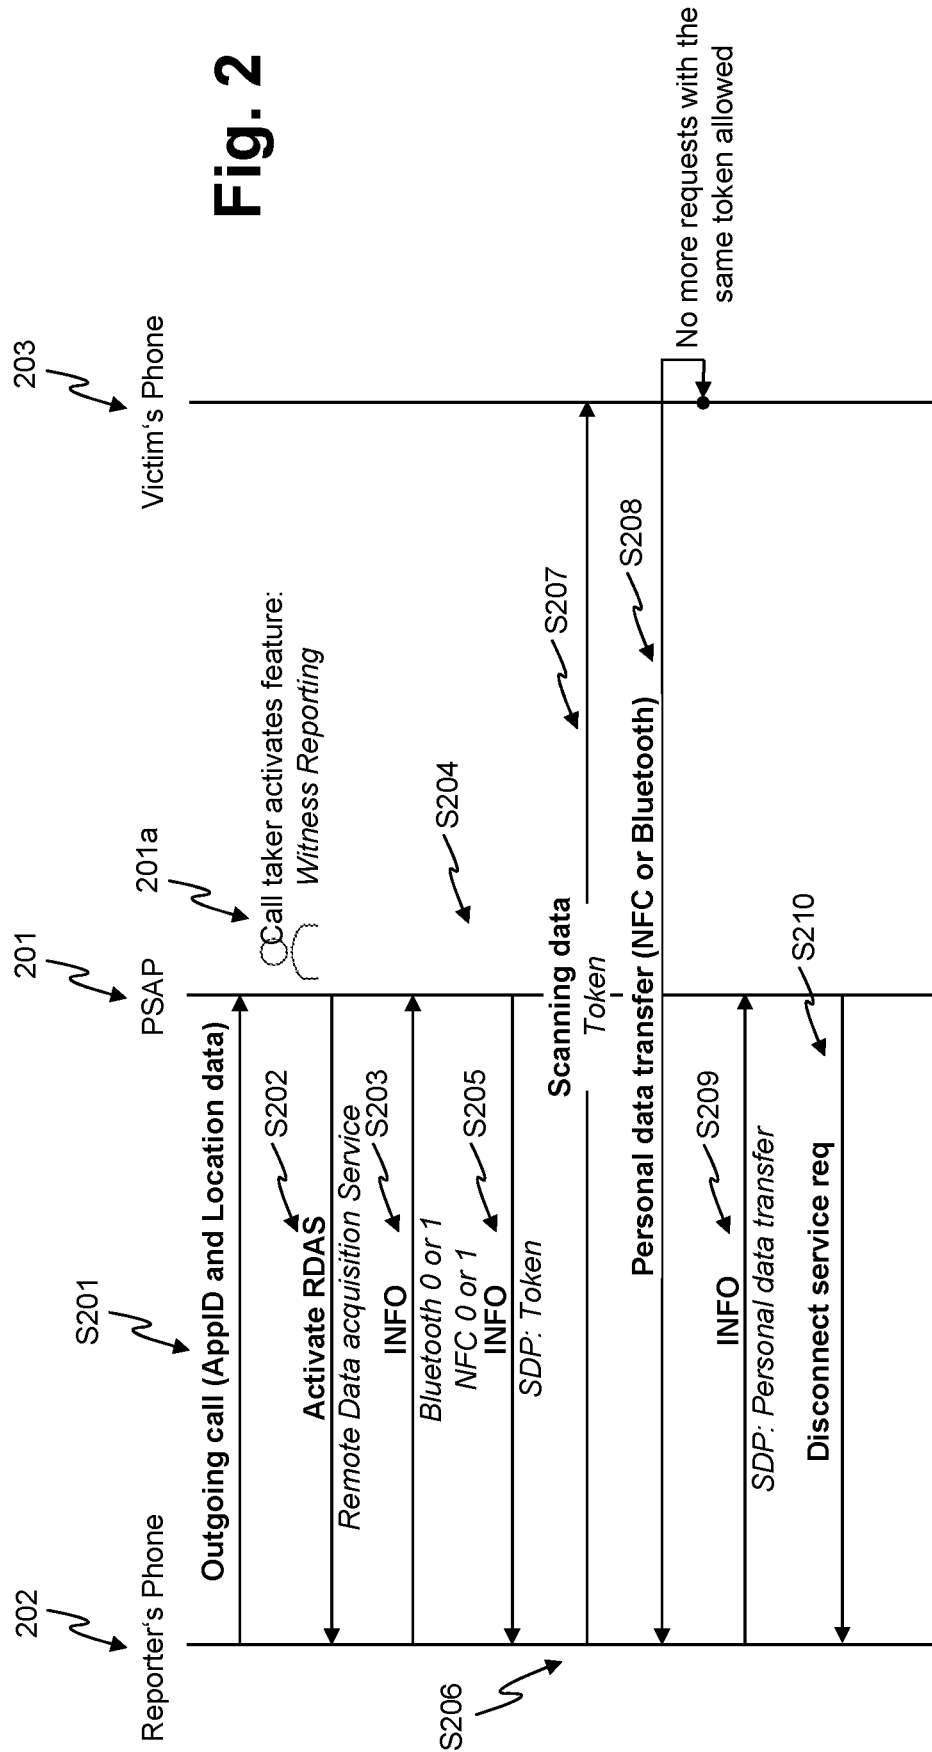 Fig. 2
202
201
203
Reporter's Phone
PSAP
Victim's Phone
S201
Outgoing call (AppID and Location data)
201a
Call taker activates feature:
Witness Reporting
S202
Activate RDAS
Remote Data acquisition Service
S203
INFO
Bluetooth 0 or 1
NFC 0 or 1
S204
S205
INFO
SDP: Token
S206
Scanning data
Token
S207
Personal data transfer (NFC or Bluetooth)
S208
No more requests with the
same token allowed
S209
INFO
SDP: Personal data transfer
S210
Disconnect service req